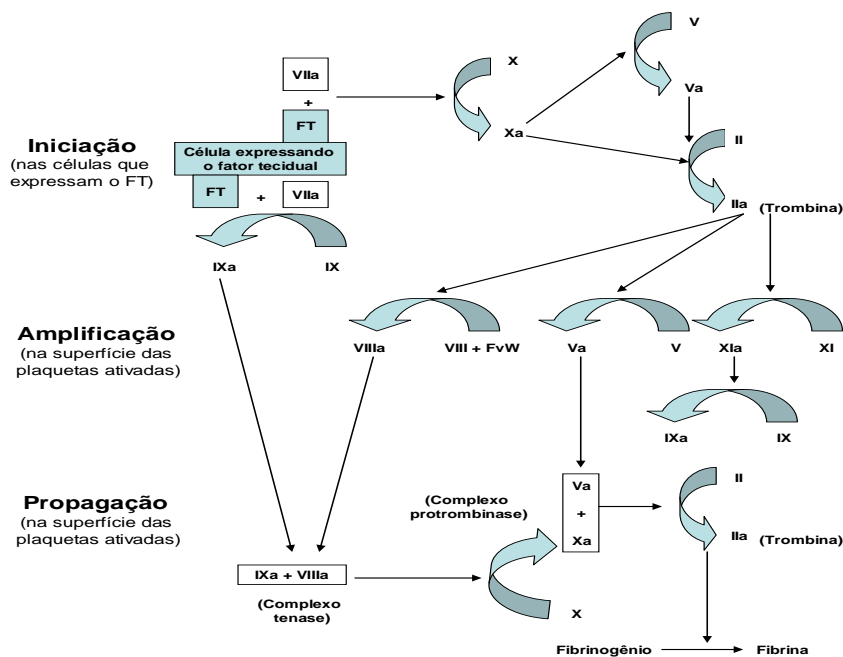 V
VIIa
X
+
Va
FT
Xa
Iniciação
(nas células que
expressam o FT)
Célula expressando
o fator tecidual
II
FT
+
VIIa
IIa
(Trombina)
IXa
IX
Amplificação
(na superfície das
plaquetas ativadas)
VIIIa
VIII + FvW
Va
V
XIa
XI
IXa
IX
Propagação
(na superfície das
plaquetas ativadas)
(Complexo
protrombinase)
Va
+
Xa
II
IIa
(Trombina)
IXa + VIIIa
(Complexo
tenase)
X
Fibrinogênio
Fibrina